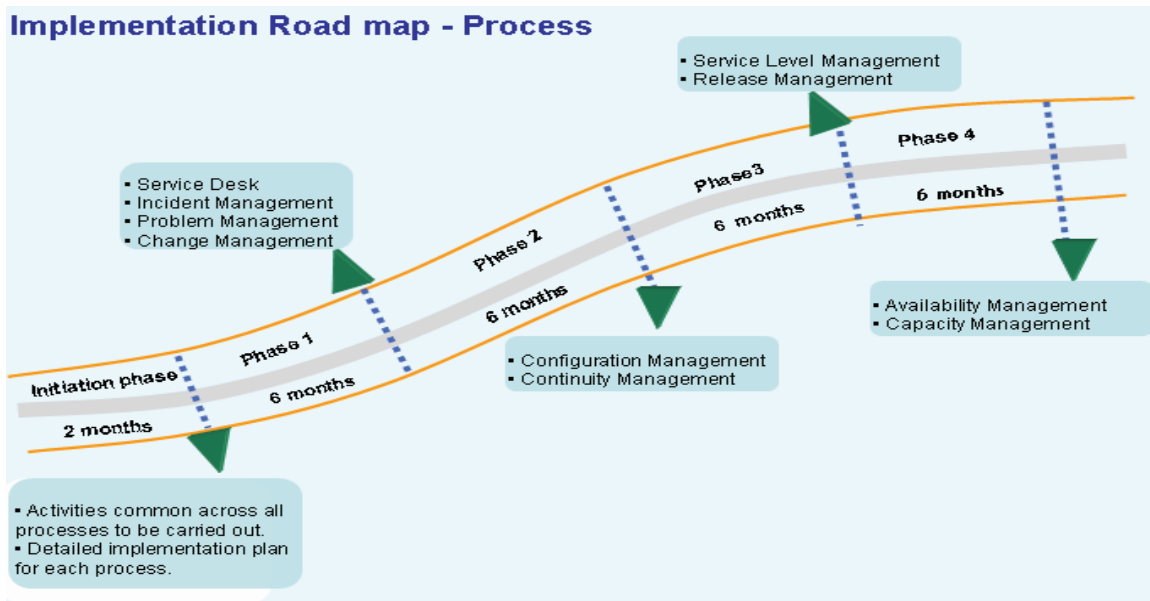 Implementation Road map - Process
▪ Service Level Management
▪ Release Management
▪ Service Desk
▪ Incident Management
▪ Problem Management
▪ Change Management
Initiation phase
2 months
Phase 1
6 months
Phase 2
6 months
Phase3
6 months
Phase 4
6 months
▪ Availability Management
▪ Capacity Management
▪ Configuration Management
▪ Continuity Management
▪ Activities common across all
processes to be carried out.
▪ Detailed implementation plan
for each process.